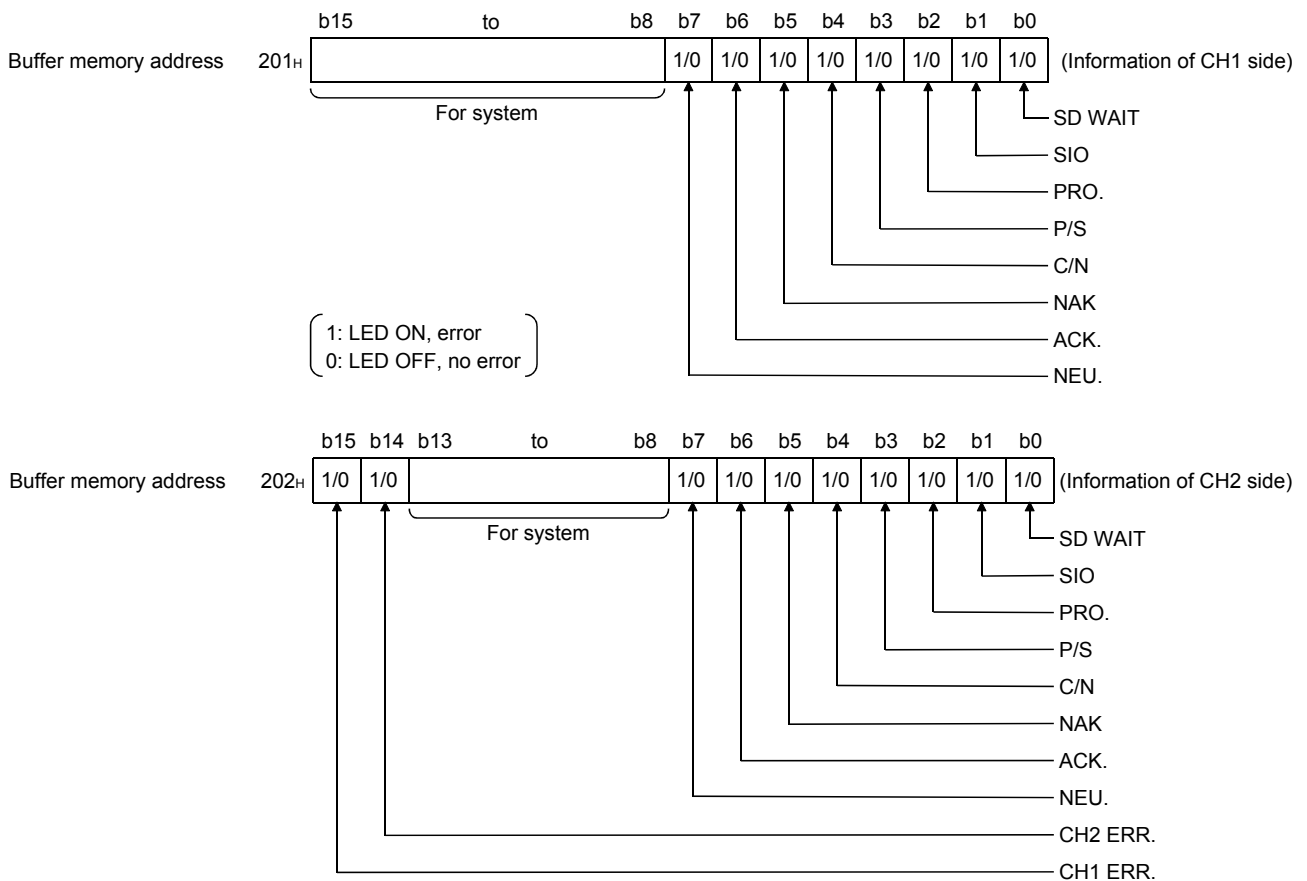 b15 to b8 b7 b6 b5 b4 b3 b2 b1 b0
Buffer memory address 201H 1/0 1/0 1/0 1/0 1/0 1/0 1/0 1/0 (Information of CH1 side)
For system
SD WAIT
SIO
PRO.
P/S
C/N
NAK
ACK.
NEU.
1: LED ON, error
0: LED OFF, no error
b15 b14 b13 to b8 b7 b6 b5 b4 b3 b2 b1 b0
Buffer memory address 202H 1/0 1/0 1/0 1/0 1/0 1/0 1/0 1/0 1/0 1/0 (Information of CH2 side)
For system
SD WAIT
SIO
PRO.
P/S
C/N
NAK
ACK.
NEU.
CH2 ERR.
CH1 ERR.